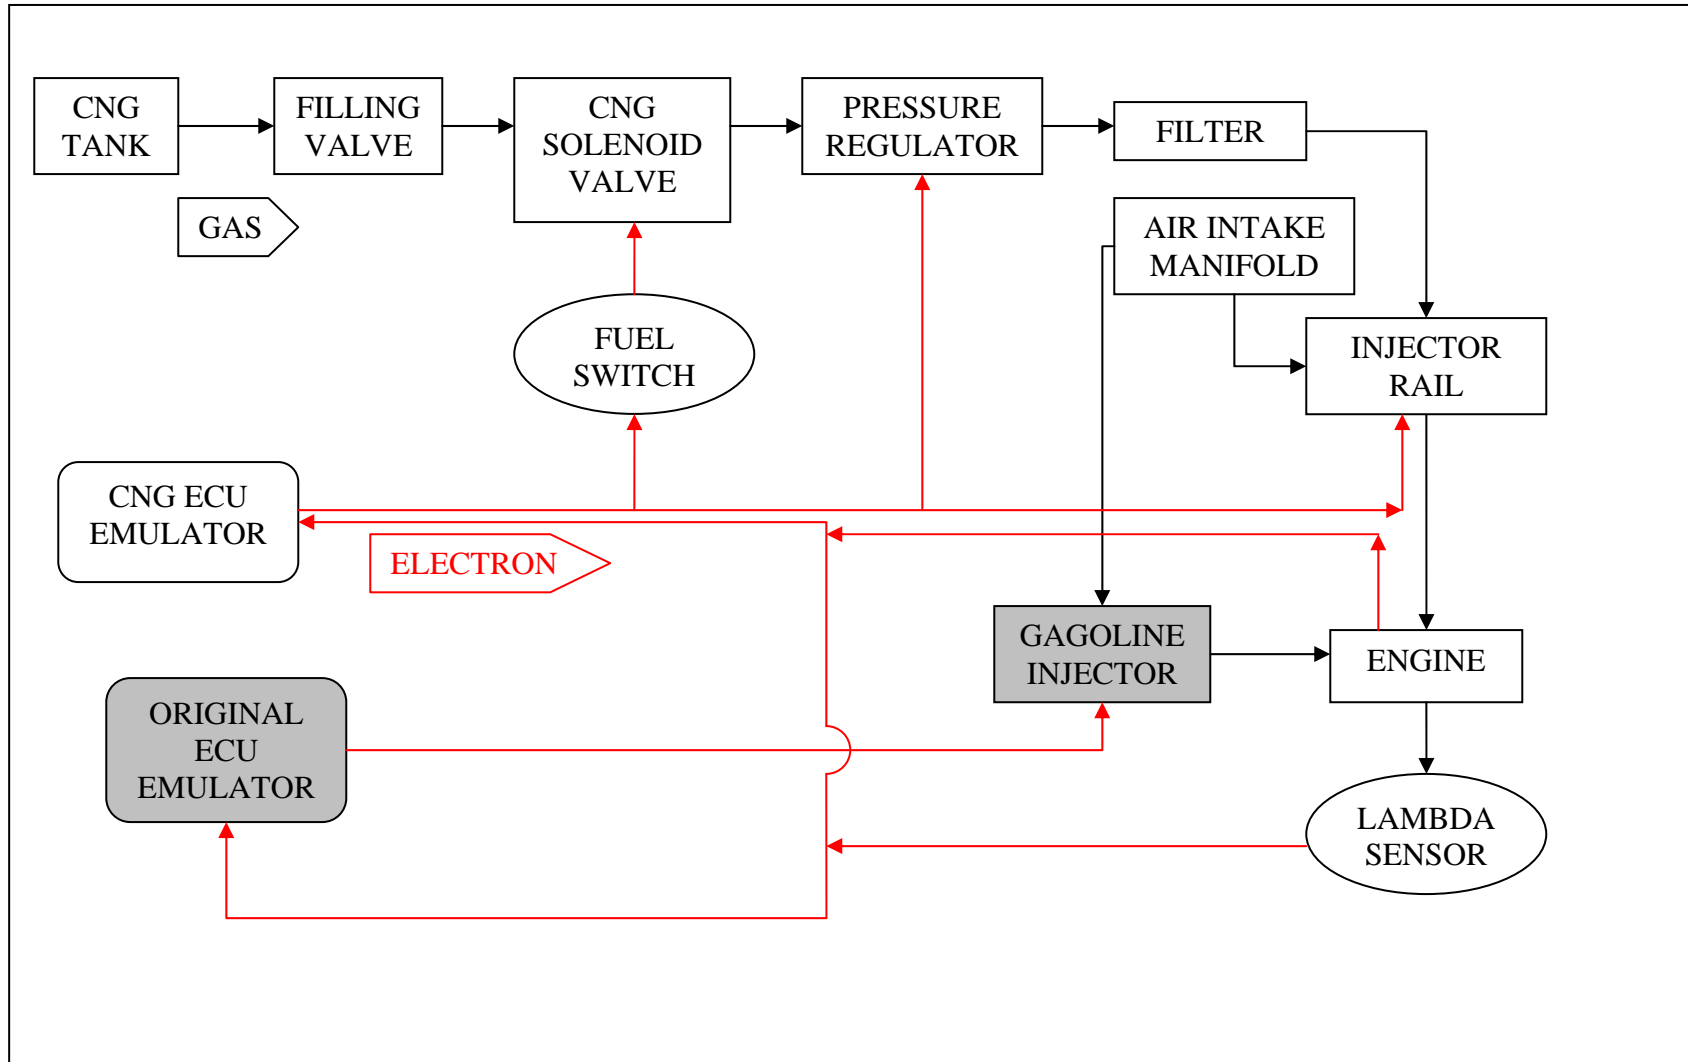 CNG
TANK
FILLING
VALVE
CNG
SOLENOID
VALVE
PRESSURE
REGULATOR
FILTER
GAS
AIR INTAKE
MANIFOLD
FUEL
SWITCH
INJECTOR
RAIL
CNG ECU
EMULATOR
ELECTRON
GAGOLINE
INJECTOR
ENGINE
ORIGINAL
ECU
EMULATOR
LAMBDA
SENSOR